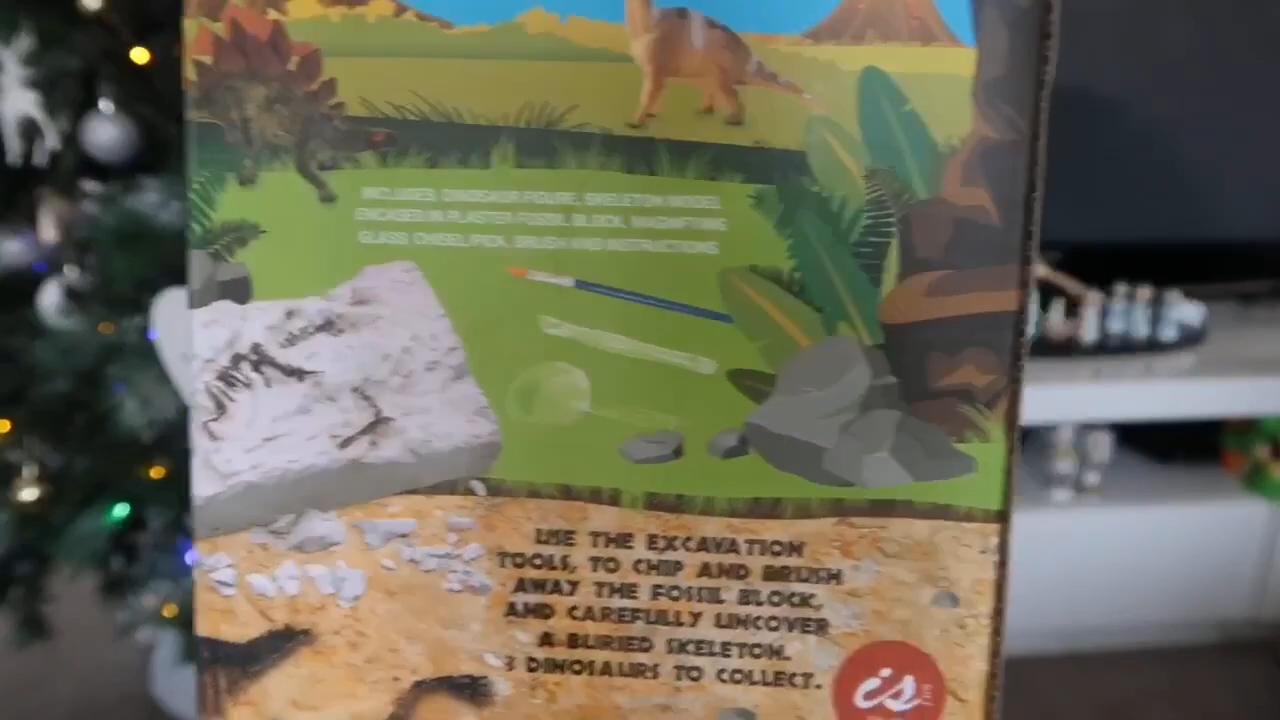 INCLUDES DINOSAUR FIGURE, SKELETON MODEL
ENCASED IN PLASTER FOSSIL BLOCK, MAGNIFYING
GLASS CHISEL/PICK, BRUSH AND INSTRUCTIONS
USE THE EXCAVATION
TOOLS, TO CHIP AND BRUSH
AWAY THE FOSSIL BLOCK,
AND CAREFULLY UNCOVER
A BURIED SKELETON.
DINOSAURS TO COLLECT.
is